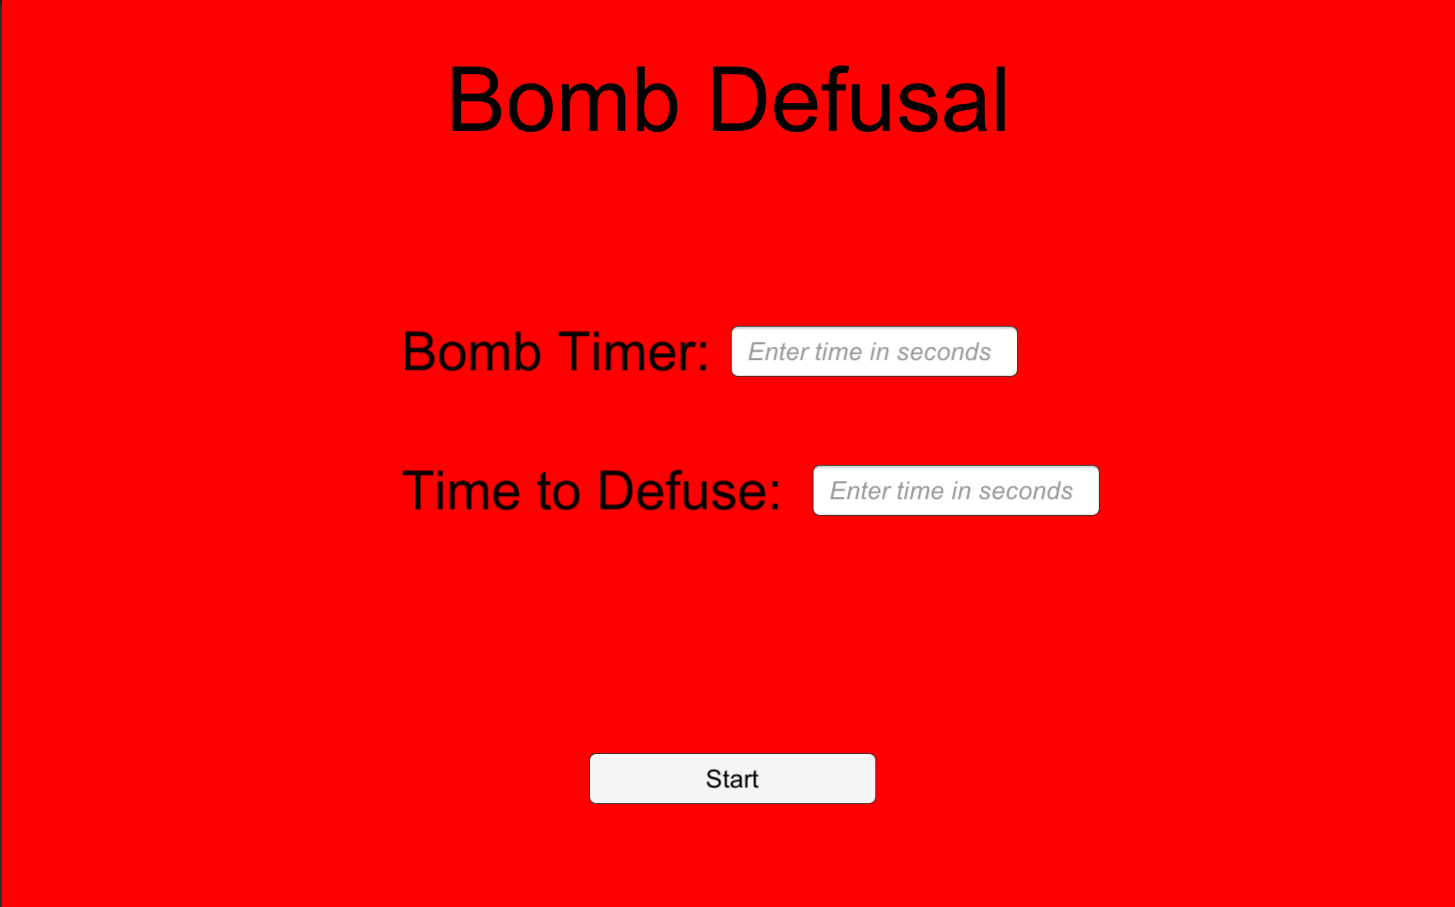 Bomb Defusal
Bomb Timer: Enter time in seconds
Time to Defuse: Enter time in seconds
Start